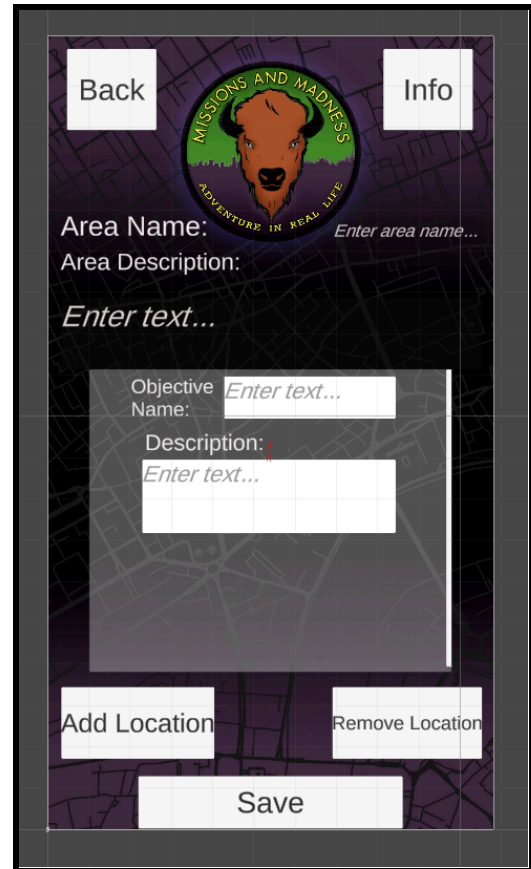 Back
Info
MISSIONS AND MADNESS
ADVENTURE IN REAL LIFE
Area Name:
Enter area name...
Area Description:
Enter text...
Objective
Name:
Enter text...
Description:
Enter text...
Add Location
Remove Location
Save